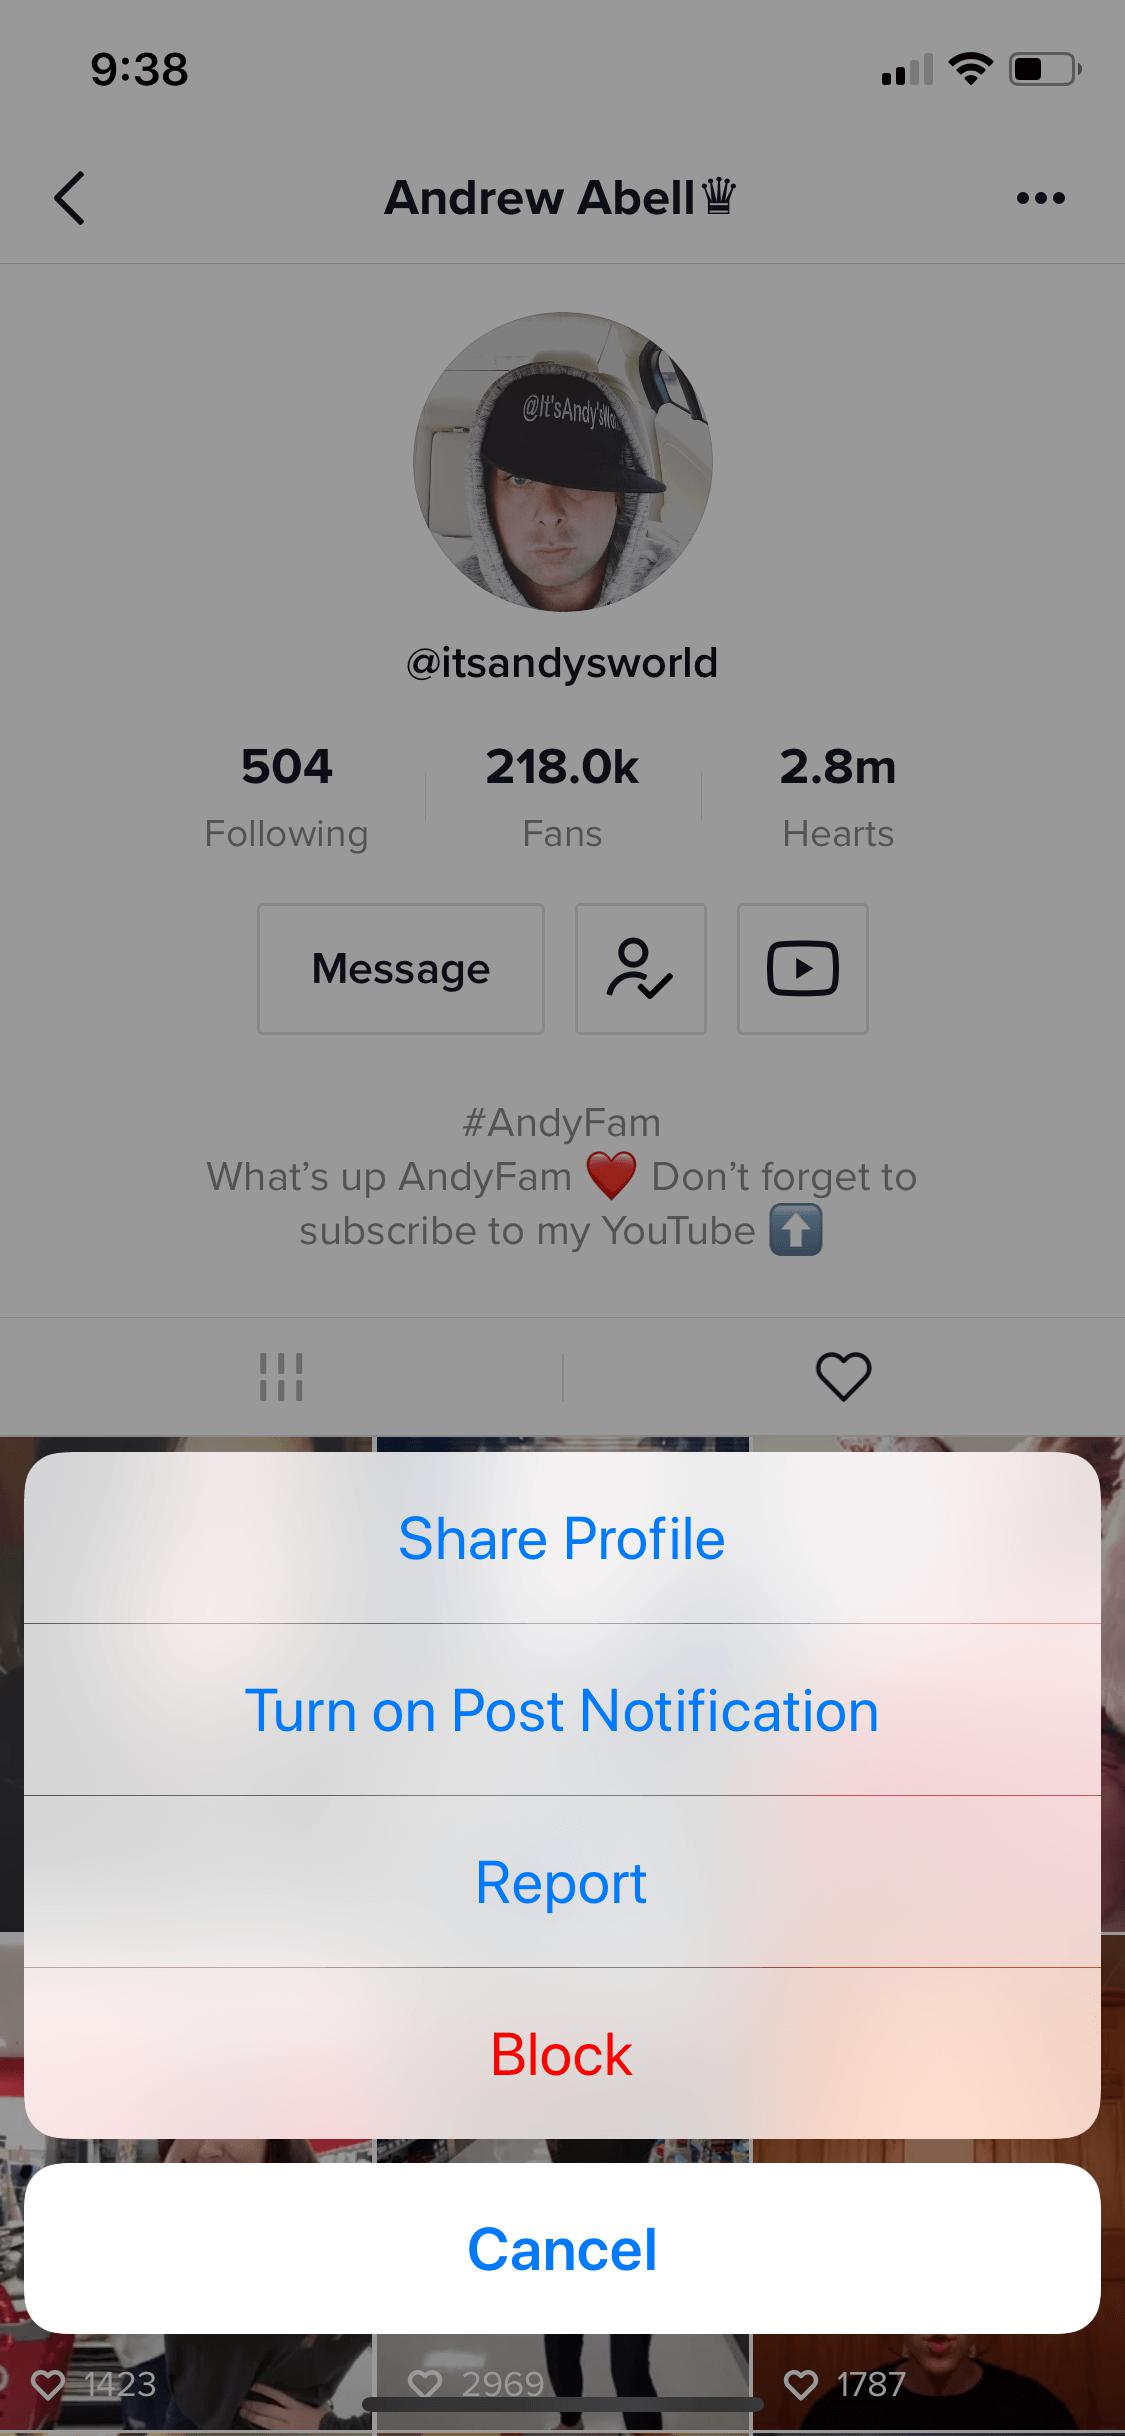 9:38
Andrew Abell♛
@It'sAndy's
@itsandysworld
504
218.0k
2.8m
Following
Fans
Hearts
Message
#AndyFam
What’s up AndyFam ❤️ Don’t forget to
subscribe to my YouTube ⬆️
Share Profile
Turn on Post Notification
Report
Block
Cancel
1423
2969
1787